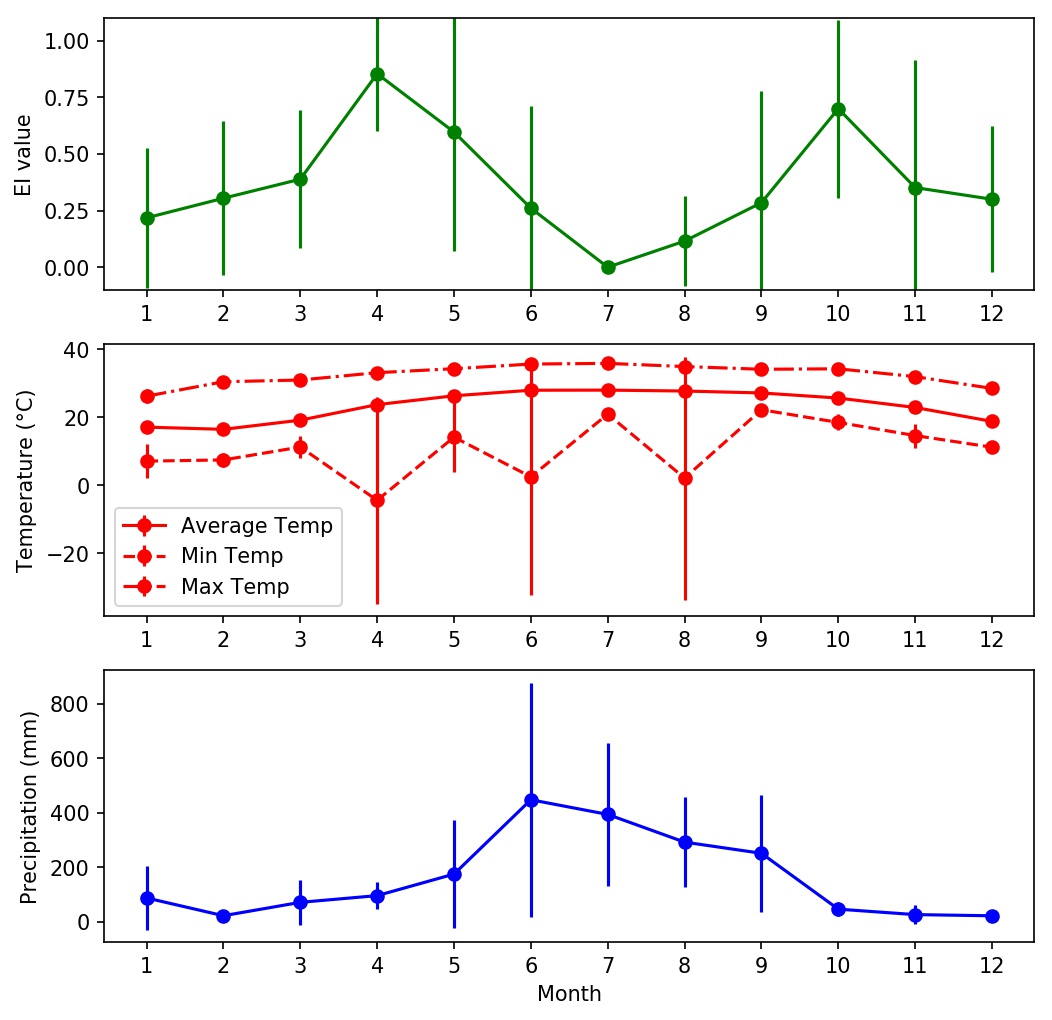 EI value
1.00
0.75
0.50
0.25
0.00
1 2 3 4 5 6 7 8 9 10 11 12
Temperature (°C)
40
20
0
−20
Average Temp
Min Temp
Max Temp
1 2 3 4 5 6 7 8 9 10 11 12
Precipitation (mm)
800
600
400
200
0
1 2 3 4 5 6 7 8 9 10 11 12
Month